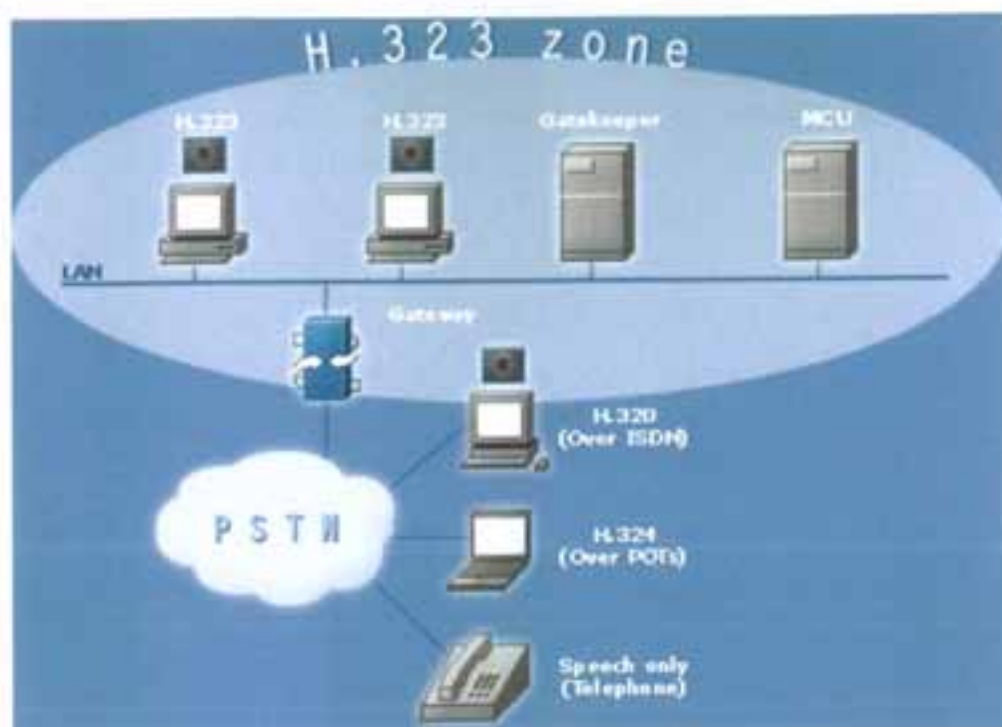 H.323 zone
H.323
H.323
Gatekeeper
MCU
LAN
Gateway
H.320
(Over ISDN)
PSTN
H.324
(Over POTs)
Speech only
(Telephone)